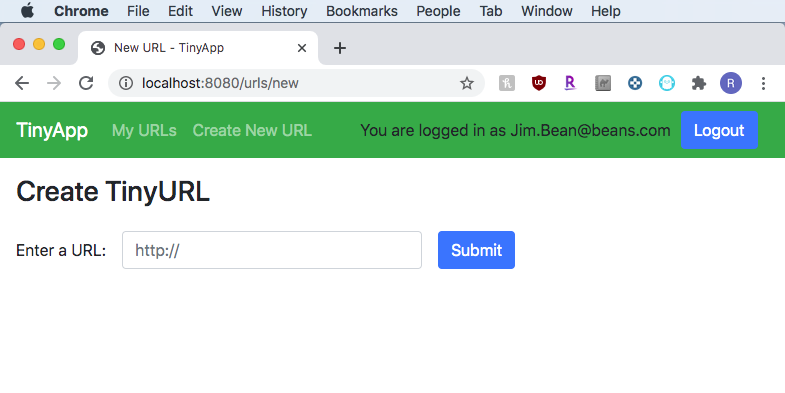 Chrome File Edit View History Bookmarks People Tab Window Help
New URL - TinyApp
localhost:8080/urls/new
R
TinyApp My URLs Create New URL You are logged in as Jim.Bean@beans.com Logout
Create TinyURL
Enter a URL: http:// Submit